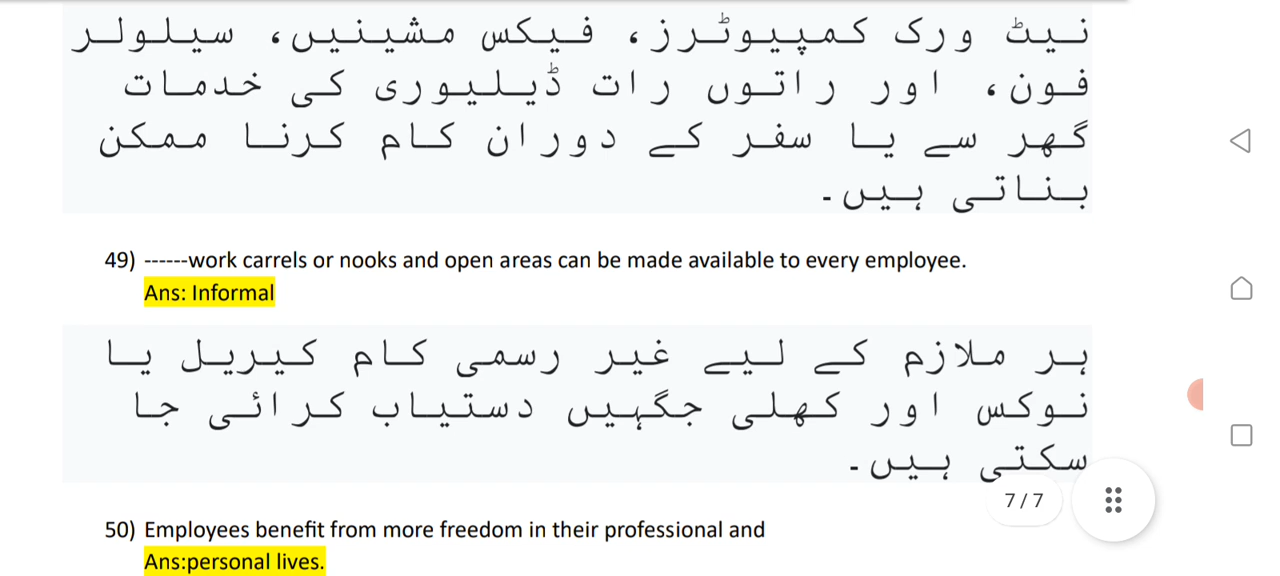 نیٹ ورک کمپیوٹرز، فیکس مشینیں، سیلولر
فون، اور راتوں رات ڈیلیوری کی خدمات
گھر سے یا سفر کے دوران کام کرنا ممکن
بناتی ہیں۔
49) ------work carrels or nooks and open areas can be made available to every employee.
Ans: Informal
ہر ملازم کے لیے غیر رسمی کام کیریل یا
نوکس اور کھلی جگہیں دستیاب کرائی جا
سکتی ہیں۔
7/7
50) Employees benefit from more freedom in their professional and
Ans:personal lives.